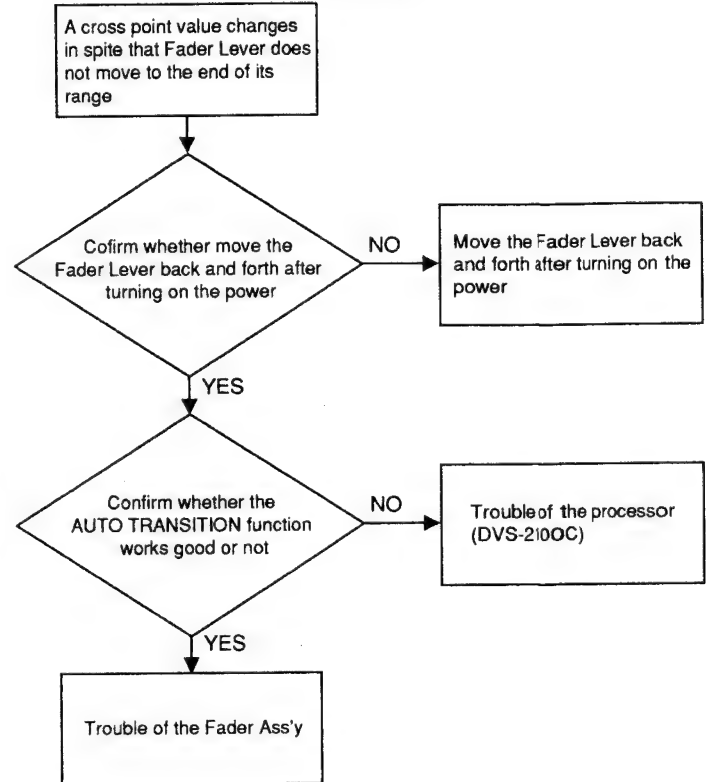 A cross point value changes
in spite that Fader Lever does
not move to the end of its
range
Cofirm whether move the
Fader Lever back and forth after
turning on the power
NO
Move the Fader Lever back
and forth after turning on the
power
YES
Confirm whether the
AUTO TRANSITION function
works good or not
NO
Trouble of the processor
(DVS-210OC)
YES
Trouble of the Fader Ass'y